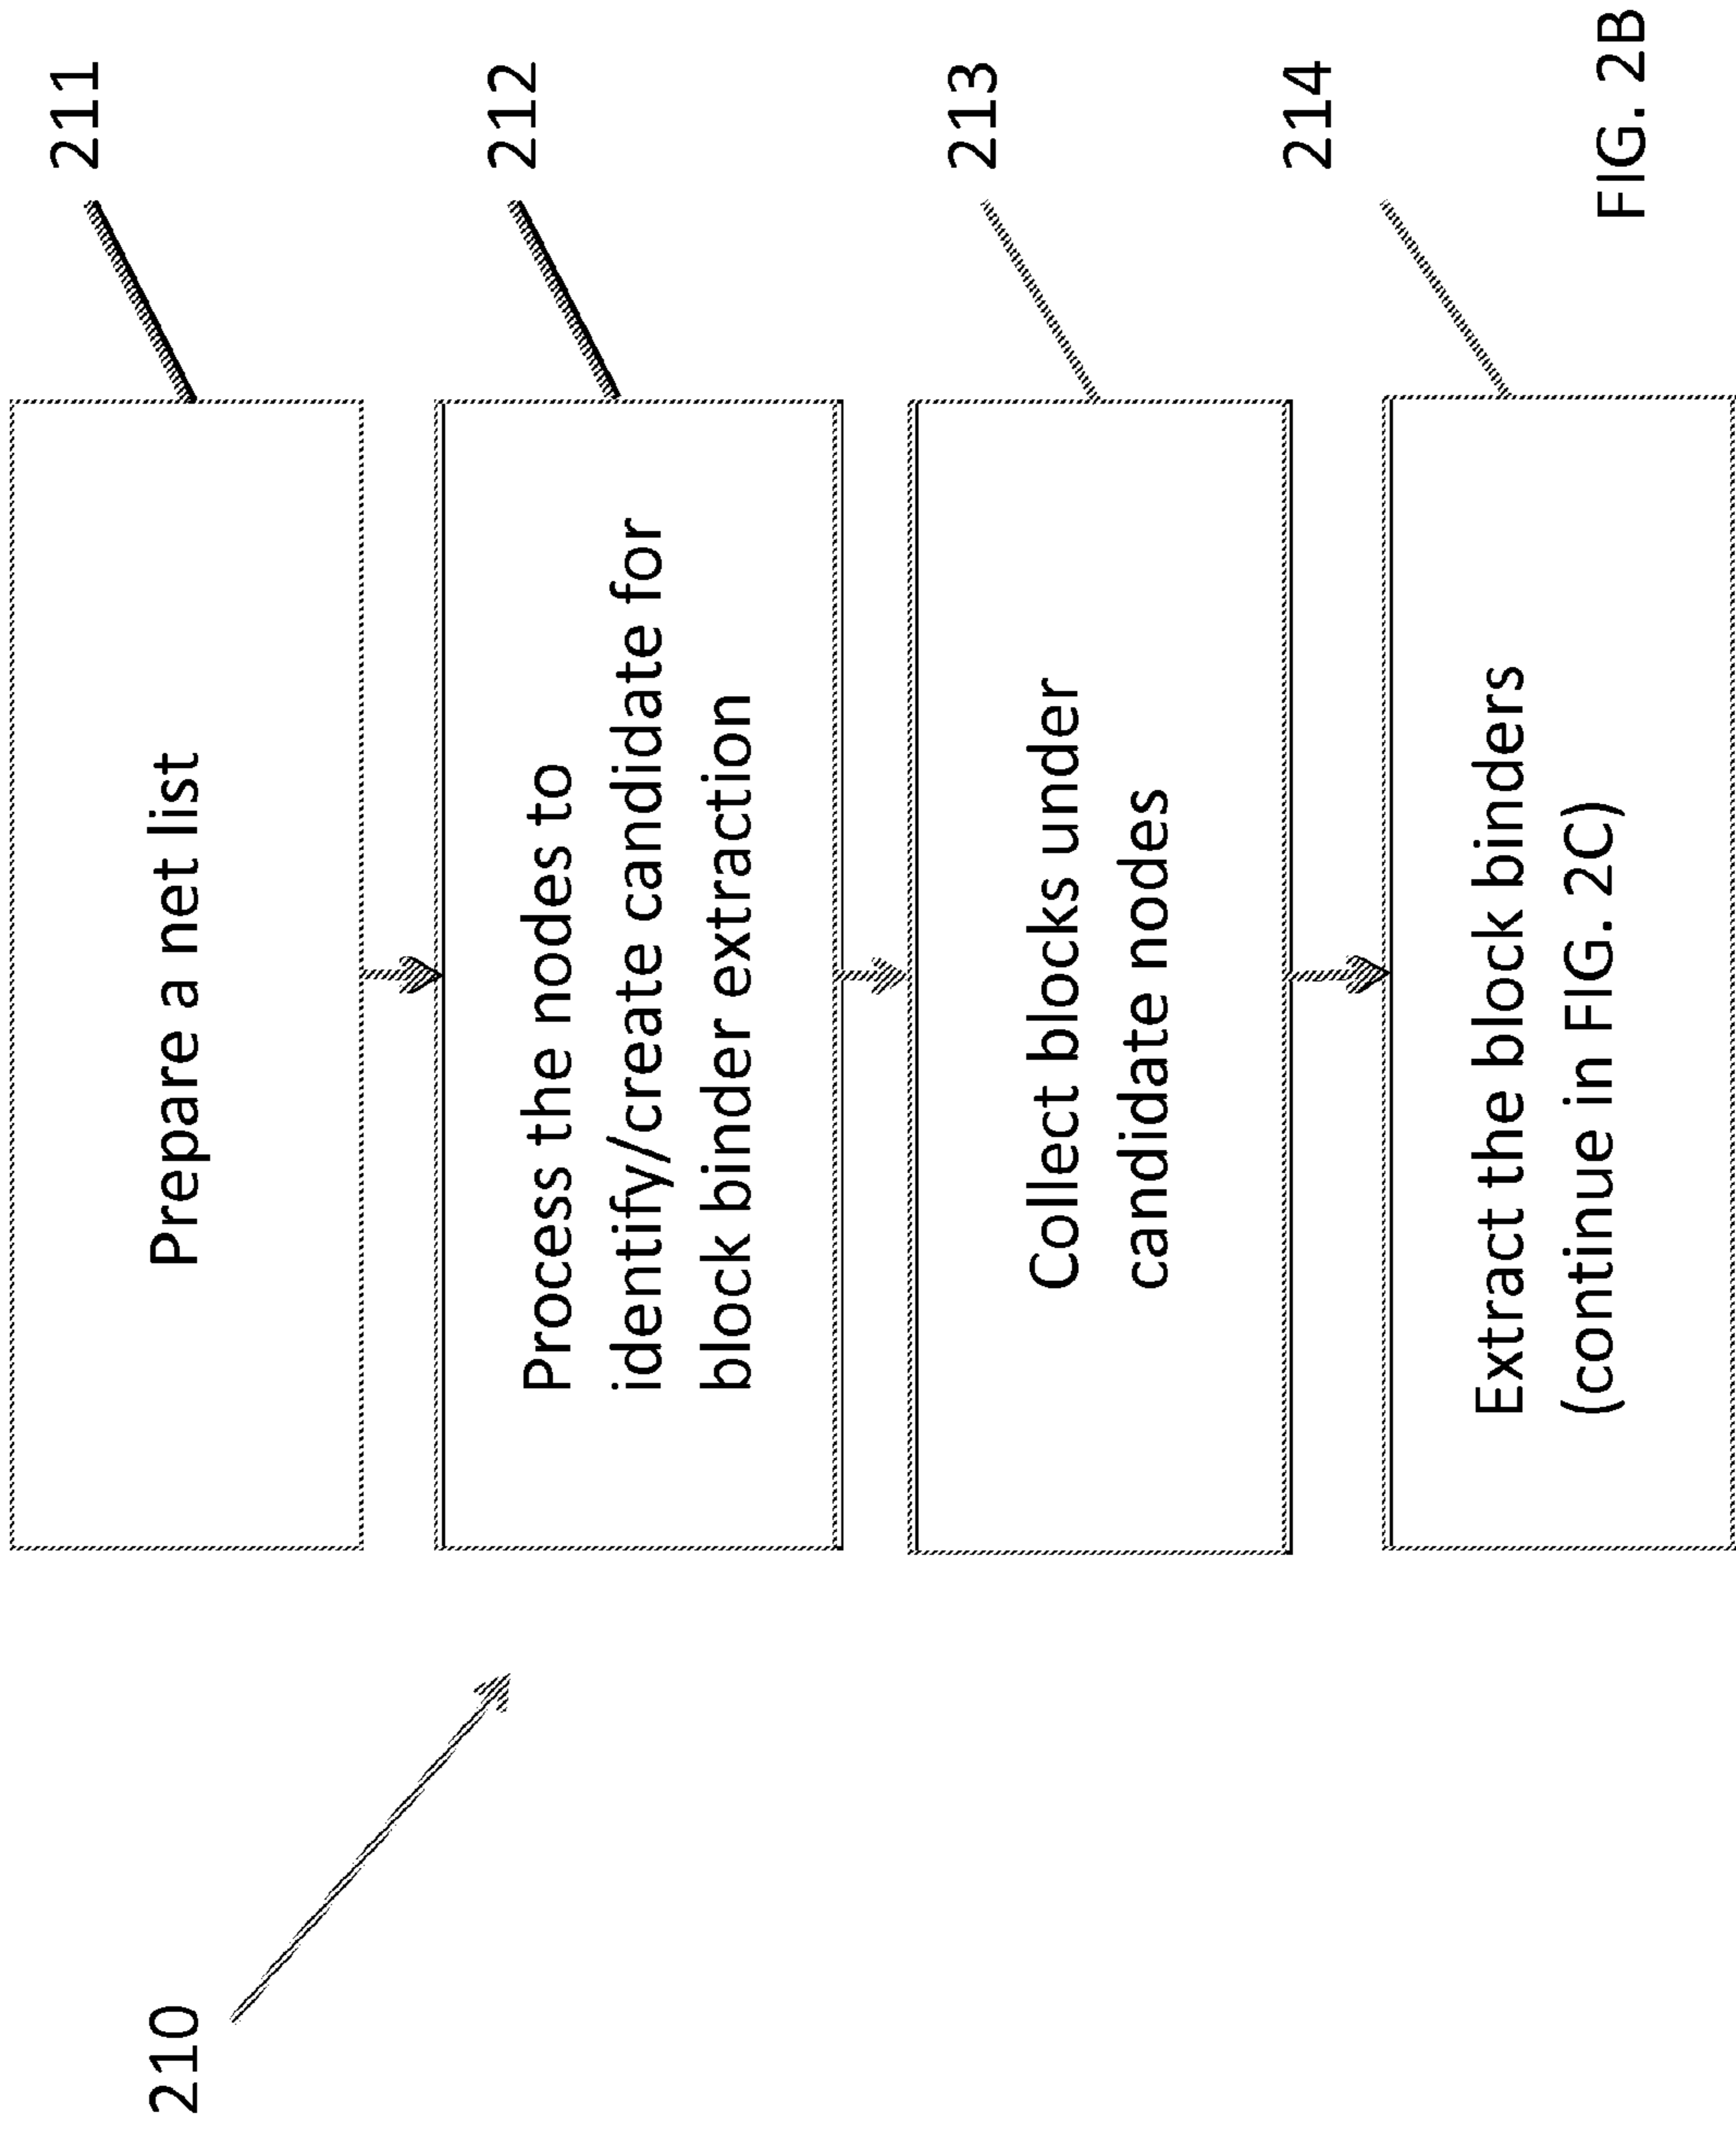 210
211
Prepare a net list
212
Process the nodes to
identify/create candidate for
block binder extraction
213
Collect blocks under
candidate nodes
214
Extract the block binders
(continue in FIG. 2C)
FIG. 2B